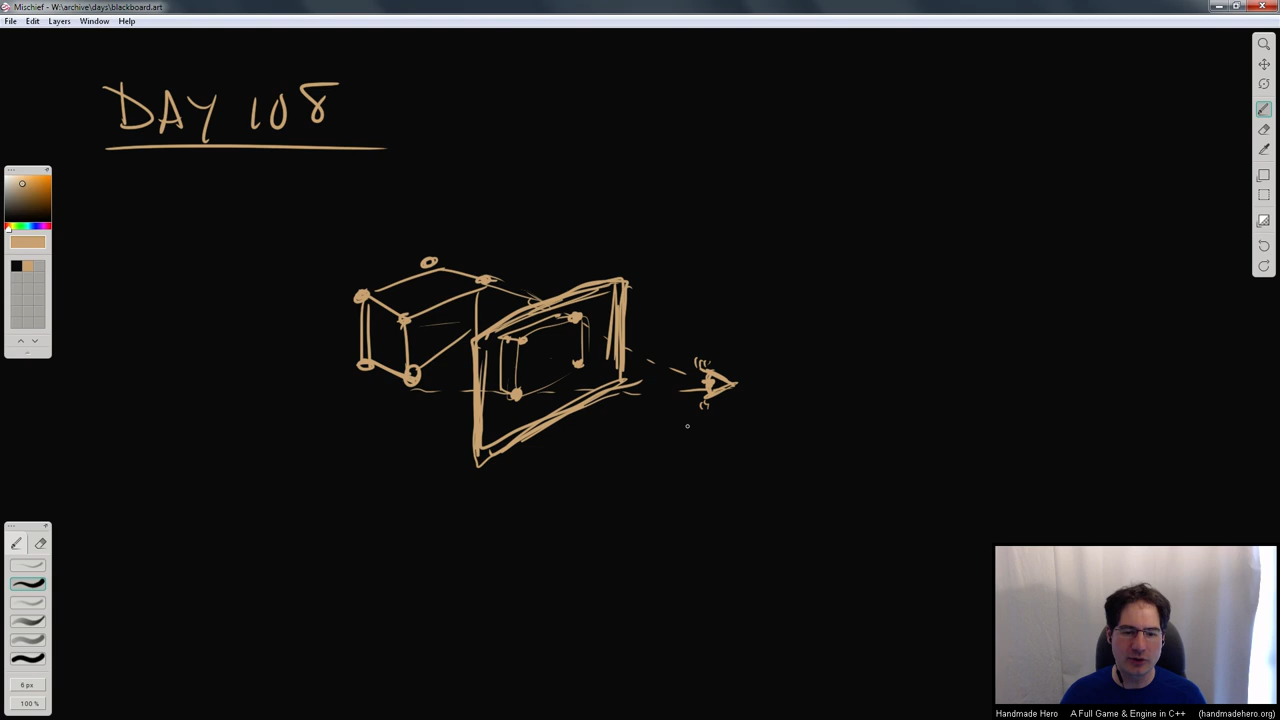 Mischief - W:\archive\days\blackboard.art
File Edit Layers Window Help
DAY 108
6 px
100 %
Handmade Hero A Full Game & Engine in C++ (handmadehero.org)